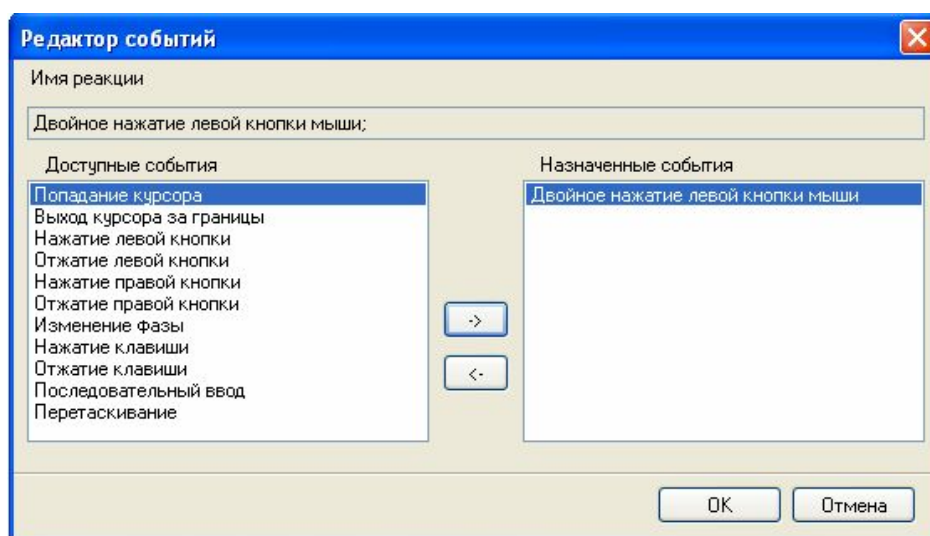 Редактор событий
Имя реакции
Двойное нажатие левой кнопки мыши;
Доступные события
Попадание курсора
Выход курсора за границы
Нажатие левой кнопки
Отжатие левой кнопки
Нажатие правой кнопки
Отжатие правой кнопки
Изменение фазы
Нажатие клавиши
Отжатие клавиши
Последовательный ввод
Перетаскивание
->
<-
Назначенные события
Двойное нажатие левой кнопки мыши
OK
Отмена